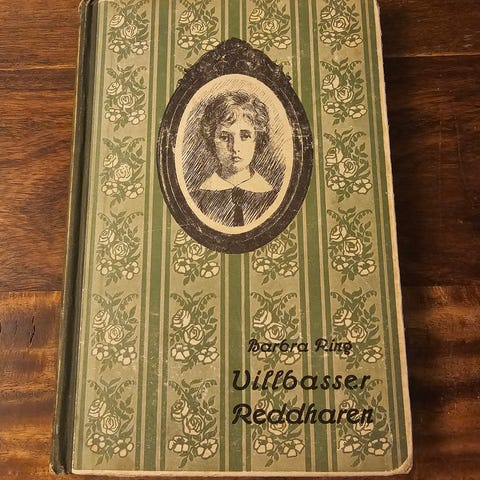 Barbra Ring
Villbasser
Reddharen